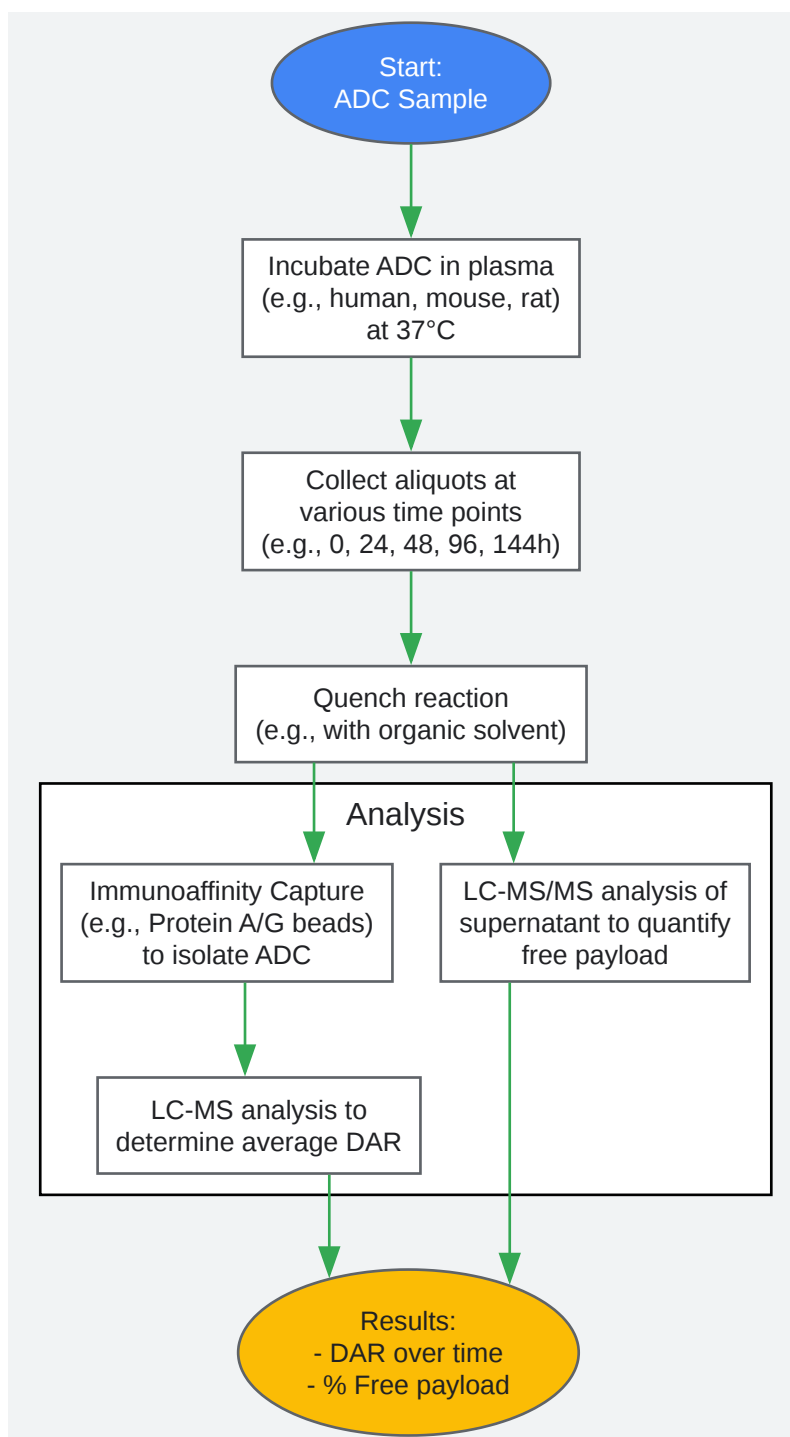 Start:
ADC Sample
Incubate ADC in plasma
(e.g., human, mouse, rat)
at 37°C
Collect aliquots at
various time points
(e.g., 0, 24, 48, 96, 144h)
Quench reaction
(e.g., with organic solvent)
Analysis
Immunoaffinity Capture
(e.g., Protein A/G beads)
to isolate ADC
LC-MS/MS analysis of
supernatant to quantify
free payload
LC-MS analysis to
determine average DAR
Results:
- DAR over time
- % Free payload